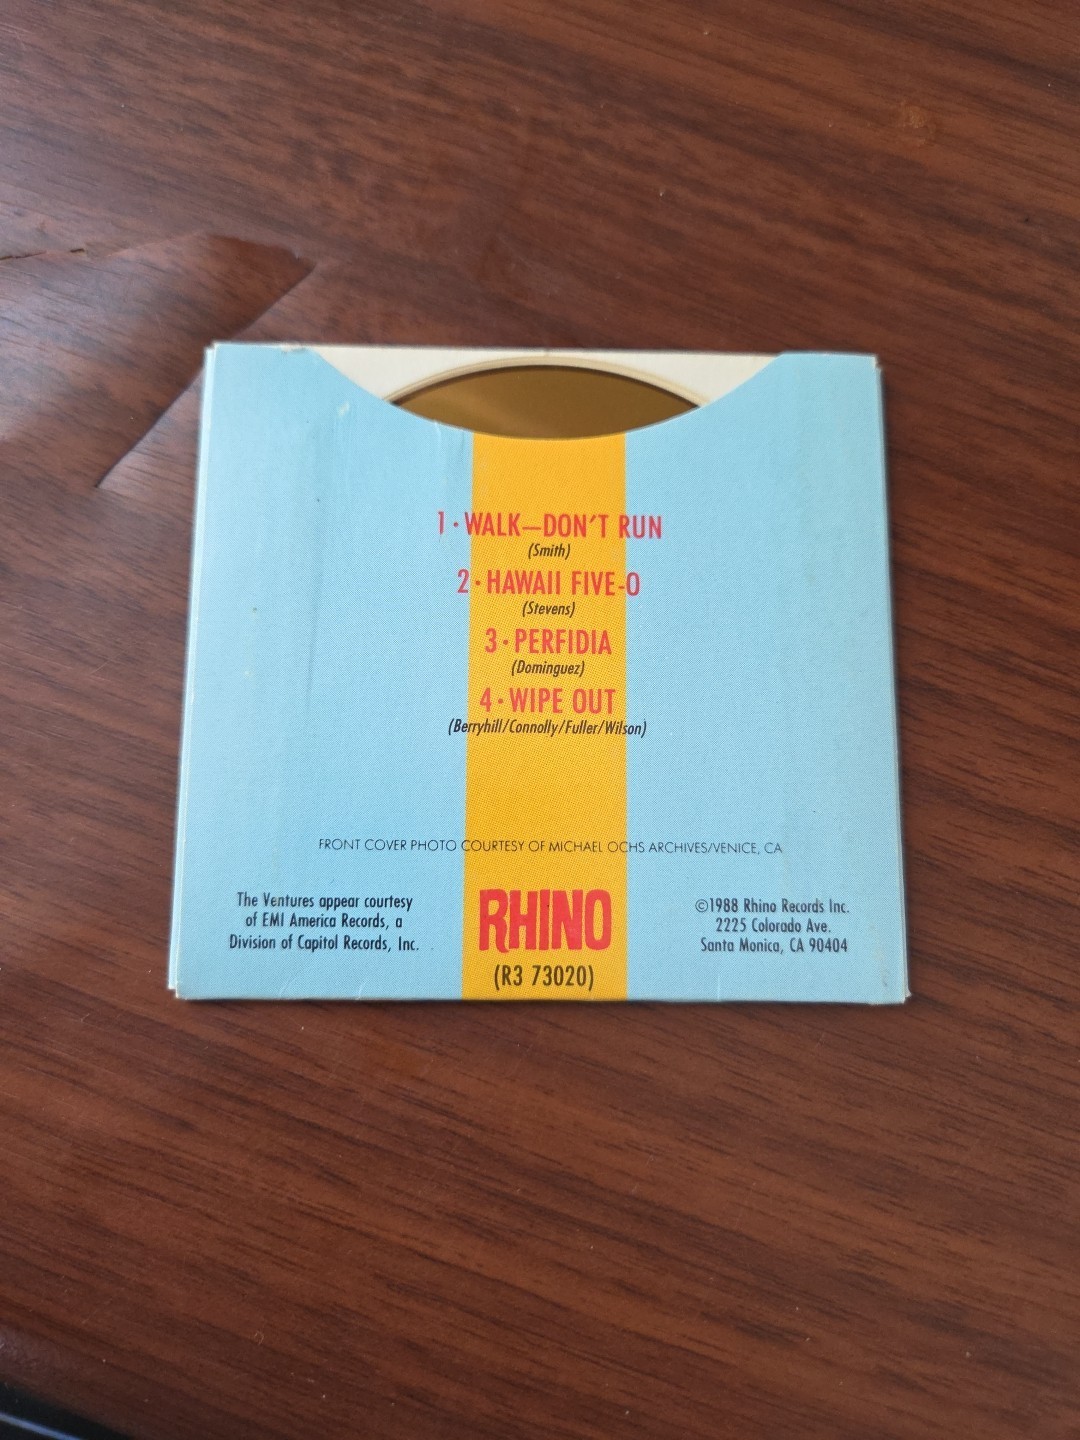 1 · WALK—DON'T RUN
(Smith)
2 · HAWAII FIVE-O
(Stevens)
3 · PERFIDIA
(Dominguez)
4 · WIPE OUT
(Berryhill/Connolly/Fuller/Wilson)
FRONT COVER PHOTO COURTESY OF MICHAEL OCHS ARCHIVES/VENICE, CA
The Ventures appear courtesy
of EMI America Records, a
Division of Capitol Records, Inc.
RHINO
(R3 73020)
©1988 Rhino Records Inc.
2225 Colorado Ave.
Santa Monica, CA 90404